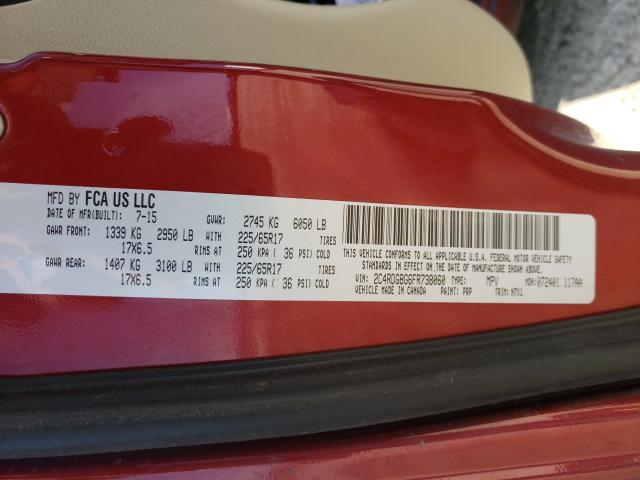 MFD BY FCA US LLC
DATE OF MFR(BUILT): 7-15 GVWR: 2745 KG 6050 LB
GAWR FRONT: 1339 KG 2950 LB WITH 225/65R17 TIRES
17X6.5 RIMS AT 250 KPA ( 36 PSI) COLD
GAWR REAR: 1407 KG 3100 LB WITH 225/65R17 TIRES
17X6.5 RIMS AT 250 KPA ( 36 PSI) COLD
THIS VEHICLE CONFORMS TO ALL APPLICABLE U.S.A. FEDERAL MOTOR VEHICLE SAFETY
STANDARDS IN EFFECT ON THE DATE OF MANUFACTURE SHOWN ABOVE.
VIN: 2C4RDGBG8FR738060 TYPE: MPV MDH: 072401 117AA
VEHICLE MADE IN CANADA PAINT: PRP TRIM: